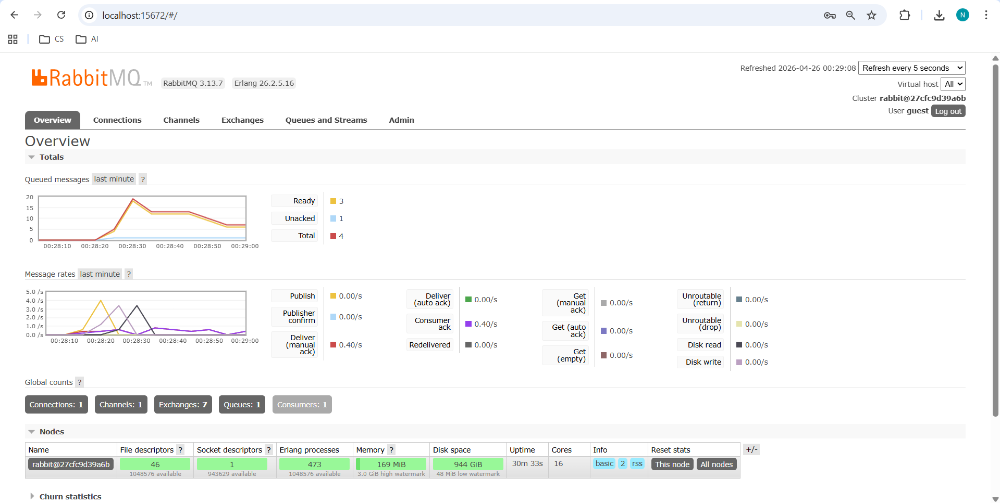 localhost:15672/#/
N
CS
AI
RabbitMQ TM
RabbitMQ 3.13.7
Erlang 26.2.5.16
Refreshed 2026-04-26 00:29:08
Refresh every 5 seconds
Virtual host All
Cluster rabbit@27cfc9d39a6b
User guest Log out
Overview Connections Channels Exchanges Queues and Streams Admin
Overview
Totals
Queued messages last minute ?
20
15
10
5
0
00:28:10 00:28:20 00:28:30 00:28:40 00:28:50 00:29:00
Ready 3
Unacked 1
Total 4
Message rates last minute ?
5.0 /s
4.0 /s
3.0 /s
2.0 /s
1.0 /s
0.0 /s
00:28:10 00:28:20 00:28:30 00:28:40 00:28:50 00:29:00
Publish 0.00/s
Publisher
confirm 0.00/s
Deliver
(manual
ack) 0.40/s
Deliver
(auto ack) 0.00/s
Consumer
ack 0.40/s
Redelivered 0.00/s
Get
(manual
ack) 0.00/s
Get (auto
ack) 0.00/s
Get
(empty) 0.00/s
Unroutable
(return) 0.00/s
Unroutable
(drop) 0.00/s
Disk read 0.00/s
Disk write 0.00/s
Global counts ?
Connections: 1 Channels: 1 Exchanges: 7 Queues: 1 Consumers: 1
Nodes
Name File descriptors ? Socket descriptors ? Erlang processes Memory ? Disk space Uptime Cores Info Reset stats +/-
rabbit@27cfc9d39a6b 46 1 473 169 MiB 944 GiB 30m 33s 16 basic 2 rss This node All nodes
1048576 available 943629 available 1048576 available 3.0 GiB high watermark 48 MiB low watermark
Churn statistics